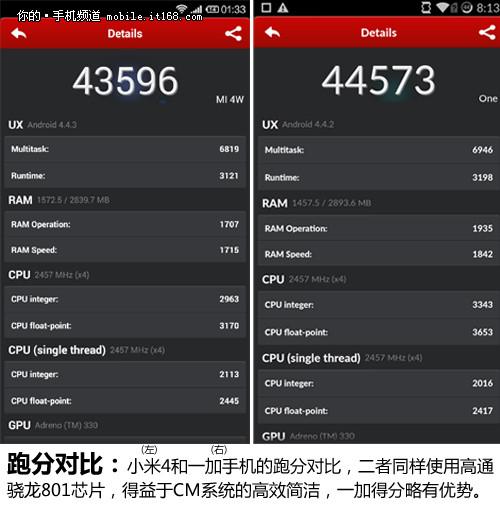 你的·手机频道 mobile.it168.com
01:33
Details
43596
MI 4W
UX Android 4.4.3
Multitask: 6819
Runtime: 3121
RAM 1572.5 / 2839.7 MB
RAM Operation: 1707
RAM Speed: 1715
CPU 2457 MHz (x4)
CPU integer: 2963
CPU float-point: 3170
CPU (single thread) 2457 MHz (x4)
CPU integer: 2113
CPU float-point: 2445
GPU Adreno (TM) 330
8:13
Details
44573
One
UX Android 4.4.2
Multitask: 6946
Runtime: 3198
RAM 1457.5 / 2893.6 MB
RAM Operation: 1935
RAM Speed: 1842
CPU 2457 MHz (x4)
CPU integer: 3343
CPU float-point: 3653
CPU (single thread) 2457 MHz (x4)
CPU integer: 2016
CPU float-point: 2417
GPU Adreno (TM) 330
(左) (右)
跑分对比：小米4和一加手机的跑分对比，二者同样使用高通
骁龙801芯片，得益于CM系统的高效简洁，一加得分略有优势。